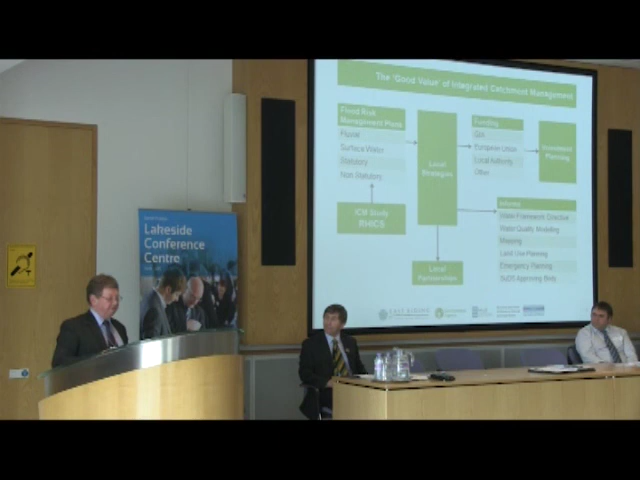 The 'Good Value' of Integrated Catchment Management
Flood Risk
Management Plans
Fluvial
Surface Water
Statutory
Non Statutory
ICM Study
RHICS
Local
Strategies
Local
Partnerships
Funding
GiA
European Union
Local Authority
Other
Investment
Planning
Informs
Water Framework Directive
Water Quality Modelling
Land Use Planning
Emergency Planning
SuDS Approving Body
Lakeside
Conference
Centre